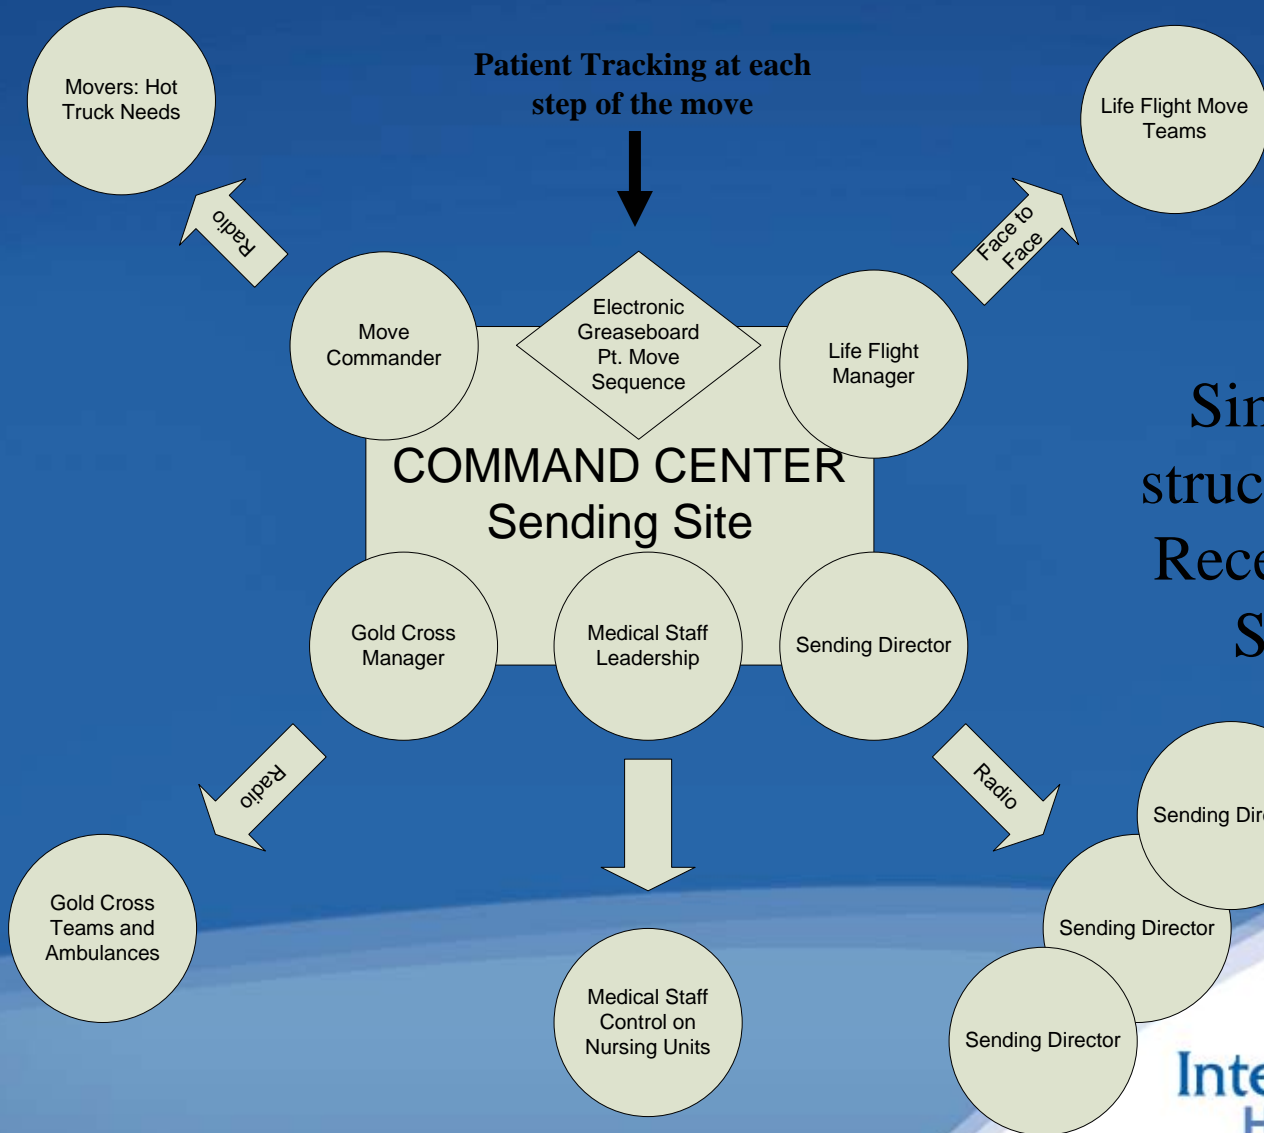 Patient Tracking at each
step of the move
Movers: Hot
Truck Needs
Life Flight Move
Teams
Radio
Face to
Face
Move
Commander
Electronic
Greaseboard
Pt. Move
Sequence
Life Flight
Manager
COMMAND CENTER
Sending Site
Gold Cross
Manager
Medical Staff
Leadership
Sending Director
Radio
Radio
Gold Cross
Teams and
Ambulances
Medical Staff
Control on
Nursing Units
Sending
Sending Director
Sending Director